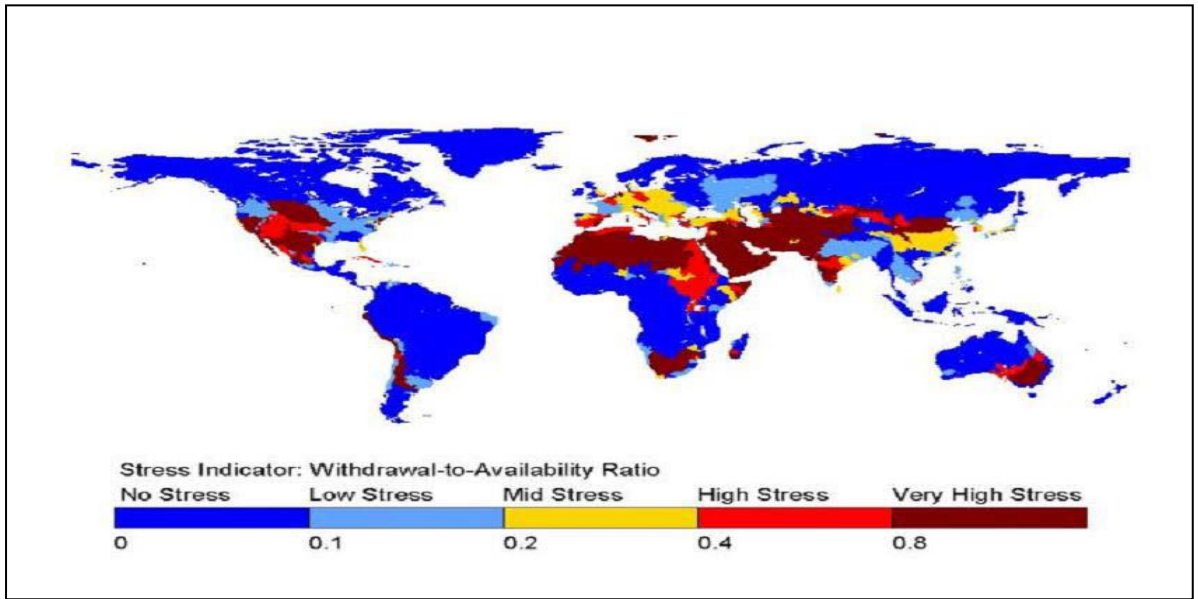 Stress Indicator: Withdrawal-to-Availability Ratio
No Stress Low Stress Mid Stress High Stress Very High Stress
0 0.1 0.2 0.4 0.8